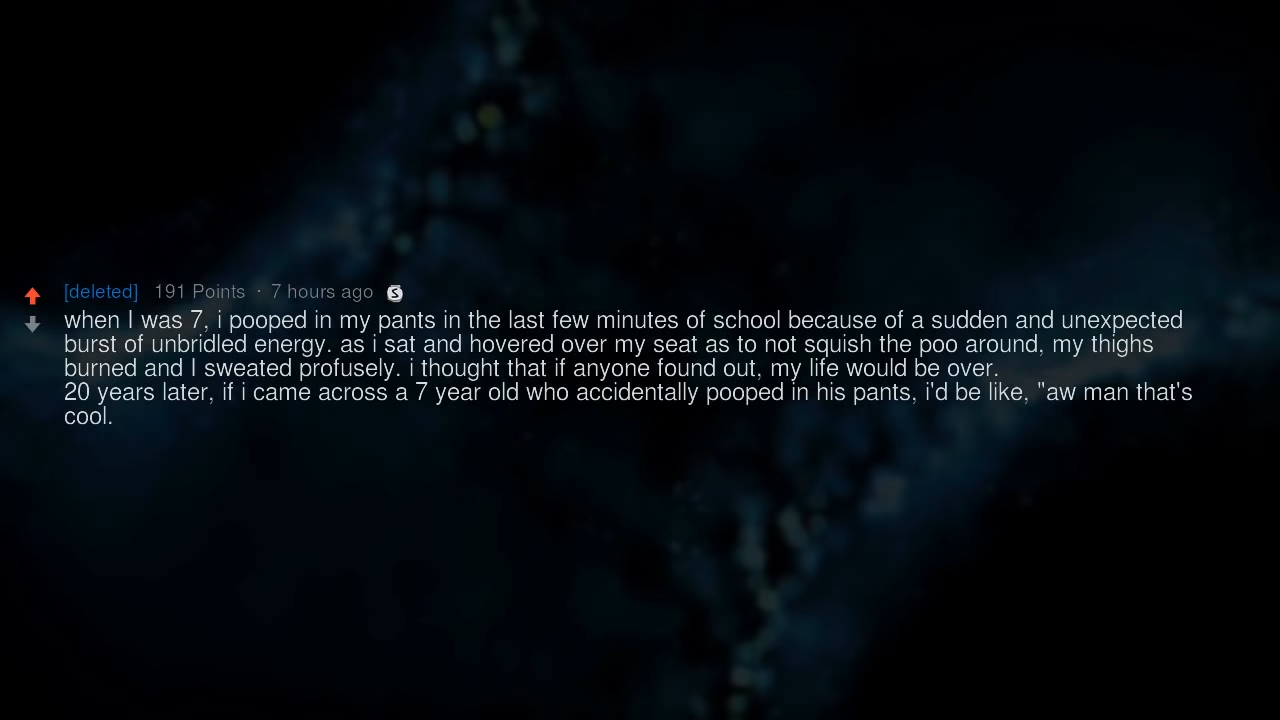 [deleted] 191 Points · 7 hours ago S
when I was 7, i pooped in my pants in the last few minutes of school because of a sudden and unexpected
burst of unbridled energy. as i sat and hovered over my seat as to not squish the poo around, my thighs
burned and I sweated profusely. i thought that if anyone found out, my life would be over.
20 years later, if i came across a 7 year old who accidentally pooped in his pants, i'd be like, "aw man that's
cool.